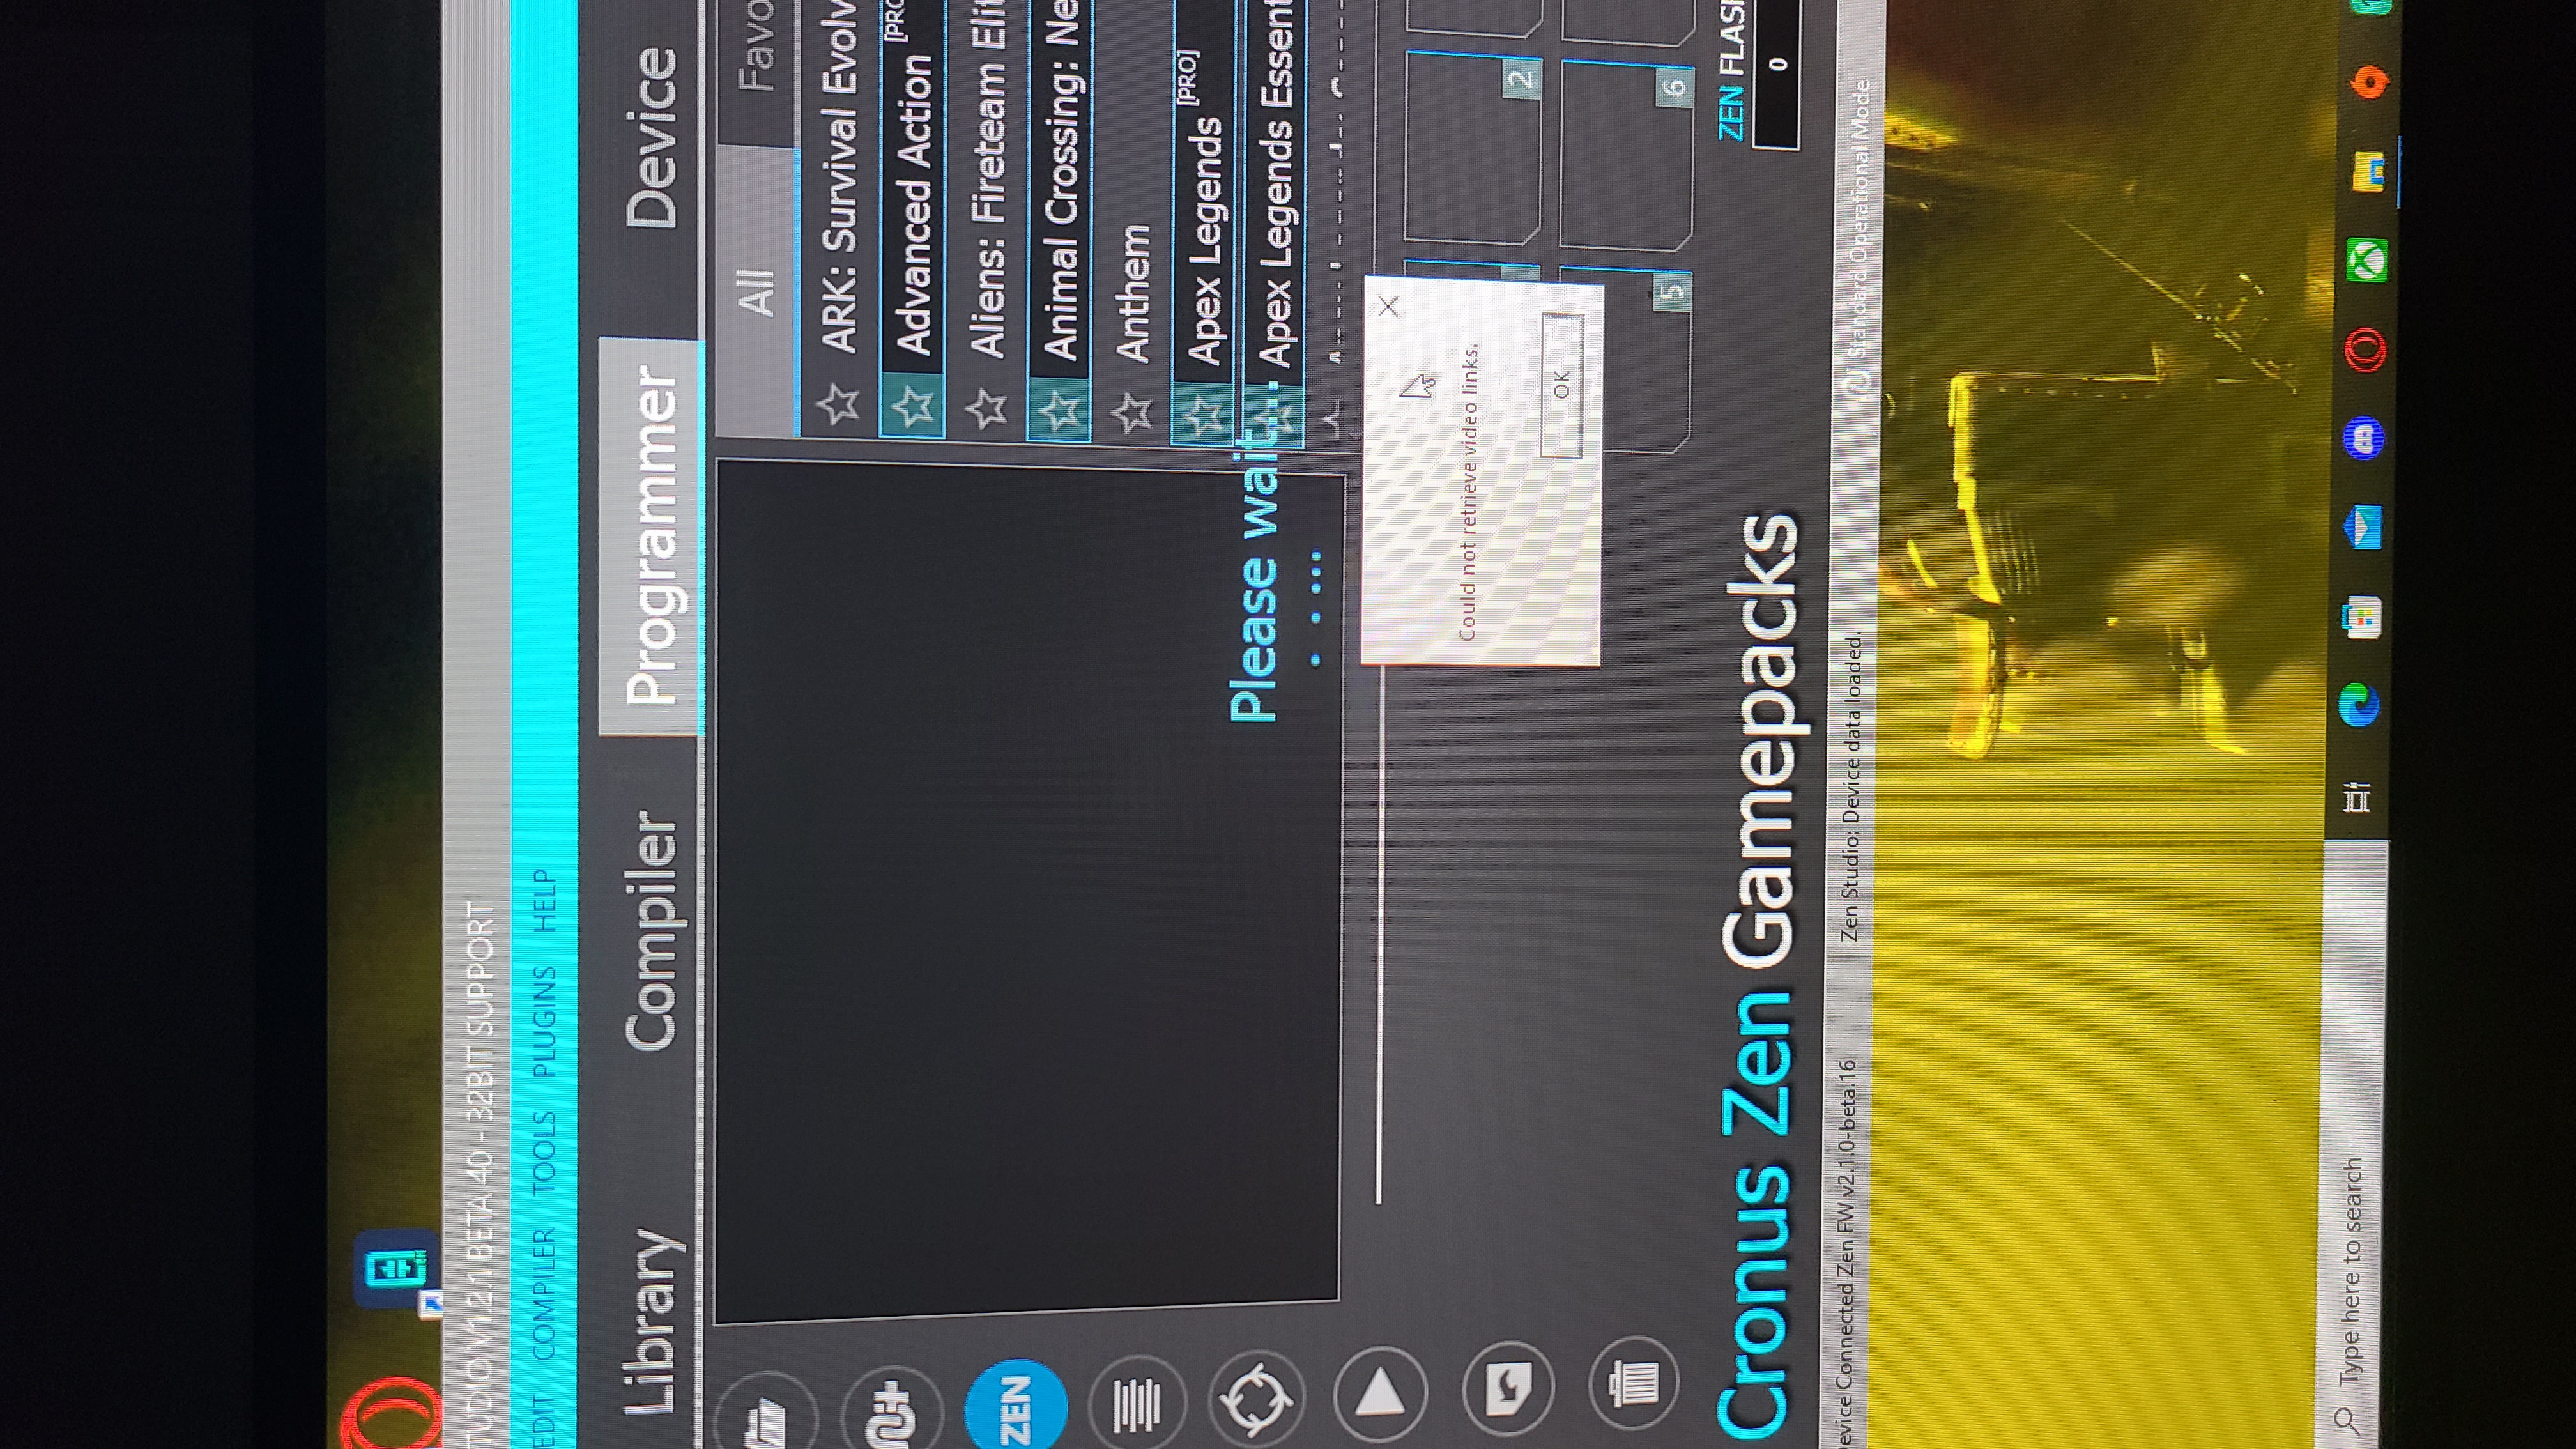 TUDIO V1.2.1 BETA 40 - 32BIT SUPPORT
EDIT COMPILER TOOLS PLUGINS HELP
Library Compiler Programmer Device
All Favo
ARK: Survival Evolv
Advanced Action [PRO
Aliens: Fireteam Elit
ZEN
Animal Crossing: Ne
Anthem
Apex Legends [PRO]
Apex Legends Essent
Please wait...
Could not retrieve video links.
OK
2
5
6
Cronus Zen Gamepacks
ZEN FLASH
0
evice Connected Zen FW v2.1.0-beta.16
Zen Studio: Device data loaded.
Standard Operational Mode
Type here to search